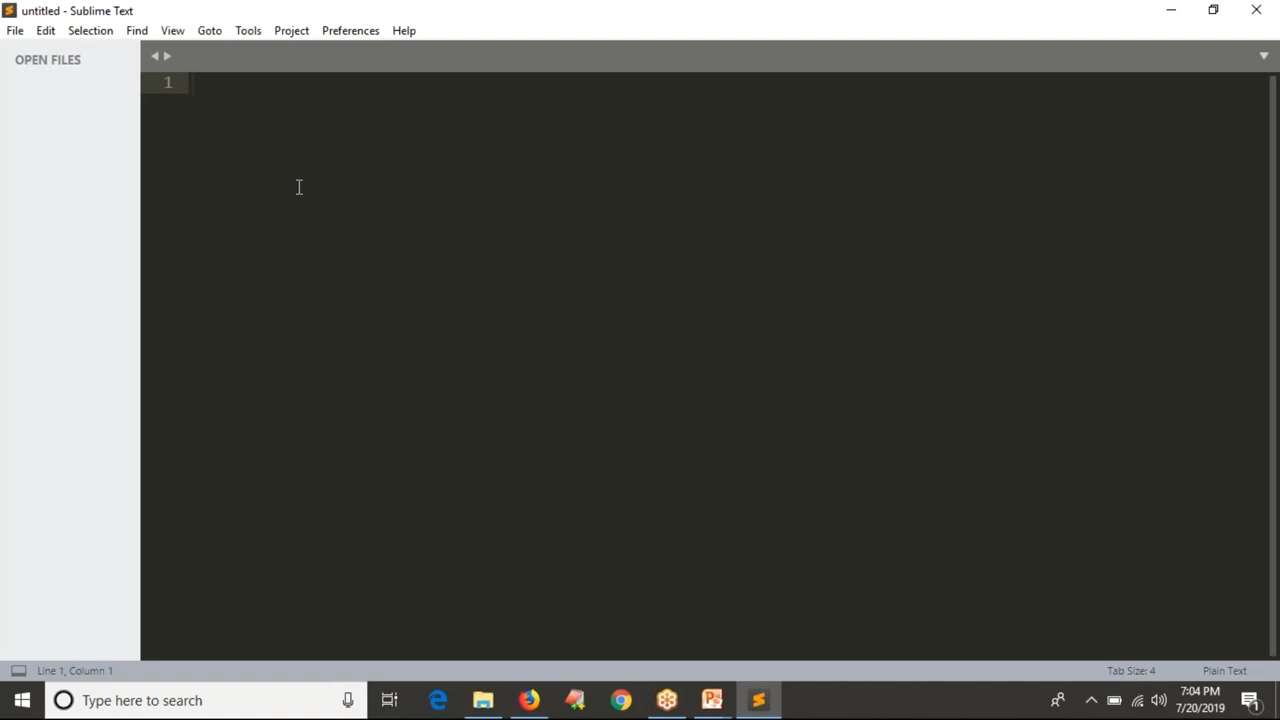 untitled - Sublime Text
File Edit Selection Find View Goto Tools Project Preferences Help
OPEN FILES
1
Line 1, Column 1
Tab Size: 4
Plain Text
Type here to search
7:04 PM
7/20/2019
1